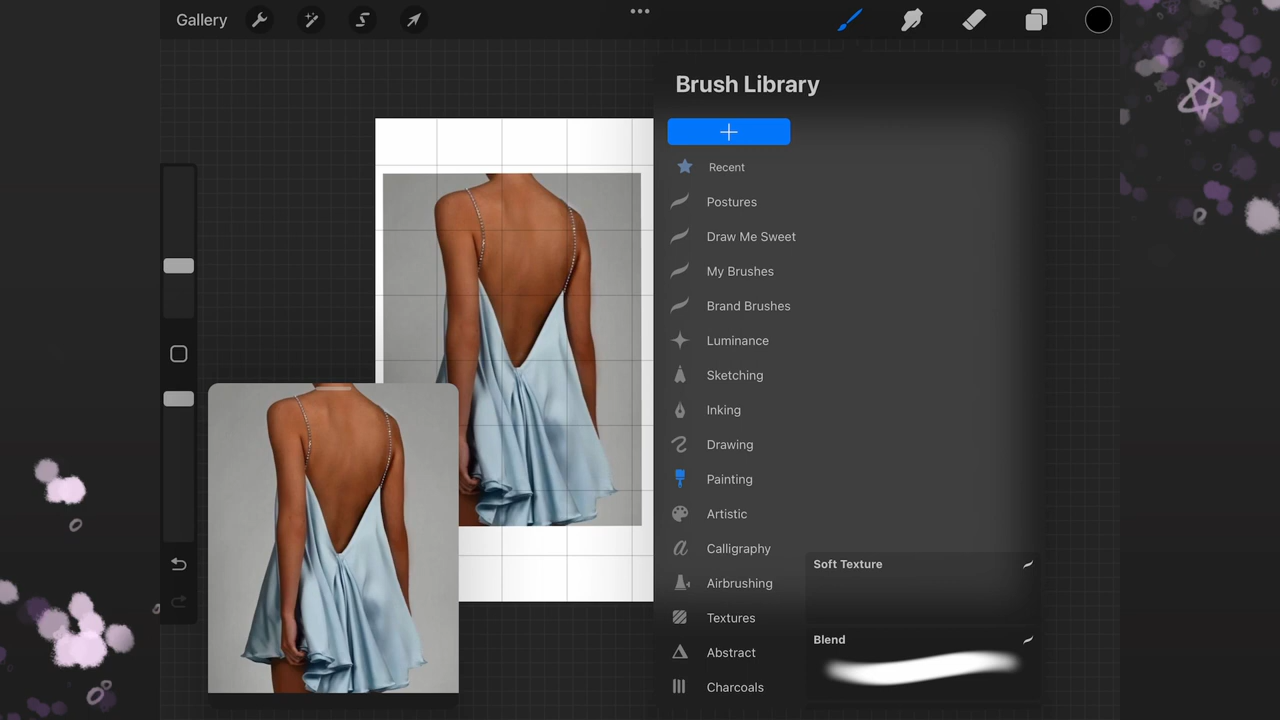 Gallery
Brush Library
Recent
Postures
Draw Me Sweet
My Brushes
Brand Brushes
Luminance
Sketching
Inking
Drawing
Painting
Artistic
Calligraphy
Airbrushing
Textures
Abstract
Charcoals
Soft Texture
Blend